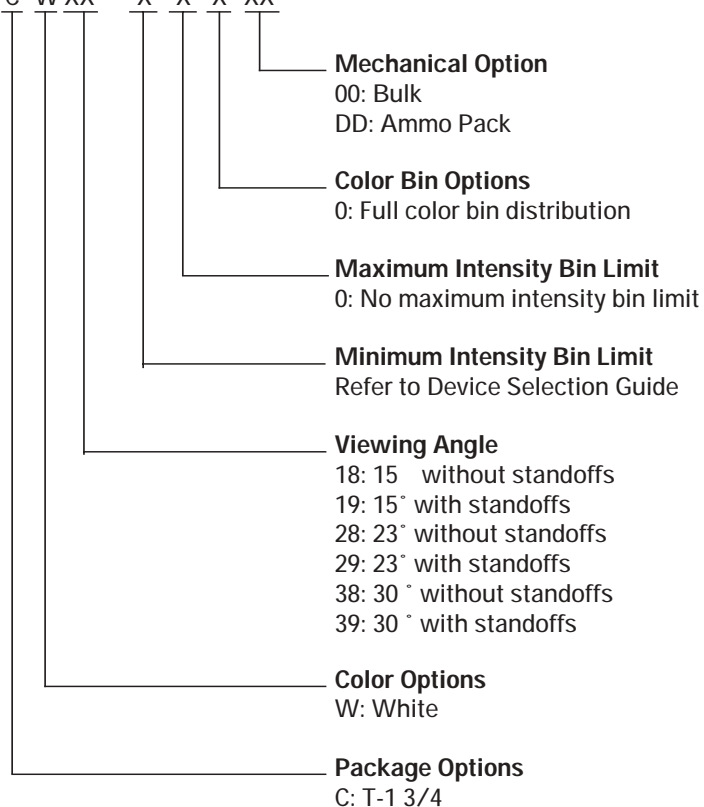 C W XX X X X XX
Mechanical Option
00: Bulk
DD: Ammo Pack
Color Bin Options
0: Full color bin distribution
Maximum Intensity Bin Limit
0: No maximum intensity bin limit
Minimum Intensity Bin Limit
Refer to Device Selection Guide
Viewing Angle
18: 15 without standoffs
19: 15˚ with standoffs
28: 23˚ without standoffs
29: 23˚ with standoffs
38: 30 ˚ without standoffs
39: 30 ˚ with standoffs
Color Options
W: White
Package Options
C: T-1 3/4